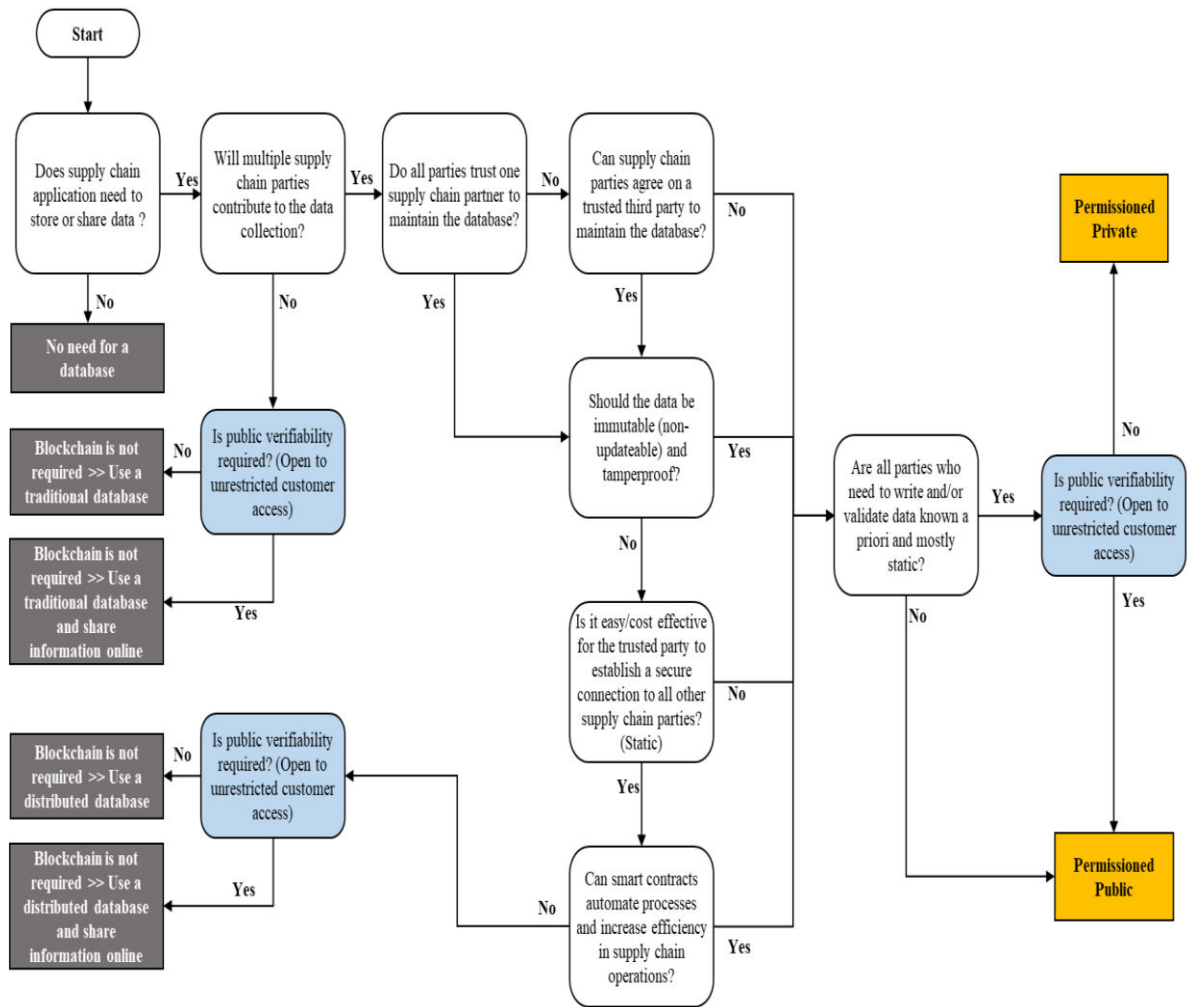 Start
Does supply chain
application need to
store or share data ?
Yes
Will multiple supply
chain parties
contribute to the data
collection?
Yes
Do all parties trust one
supply chain partner to
maintain the database?
No
Can supply chain
parties agree on a
trusted third party to
maintain the database?
No
Permissioned
Private
No
No need for a
database
No
Yes
Yes
Blockchain is not
required >> Use a
traditional database
No
Is public verifiability
required? (Open to
unrestricted customer
access)
Should the data be
immutable (non-
updateable) and
tamperproof?
Yes
Are all parties who
need to write and/or
validate data known a
priori and mostly
static?
Yes
No
Is public verifiability
required? (Open to
unrestricted customer
access)
Blockchain is not
required >> Use a
traditional database
and share
information online
Yes
No
Is it easy/cost effective
for the trusted party to
establish a secure
connection to all other
supply chain parties?
(Static)
No
No
Yes
Blockchain is not
required >> Use a
distributed database
No
Is public verifiability
required? (Open to
unrestricted customer
access)
Yes
Blockchain is not
required >> Use a
distributed database
and share
information online
Yes
No
Can smart contracts
automate processes
and increase efficiency
in supply chain
operations?
Yes
Permissioned
Public